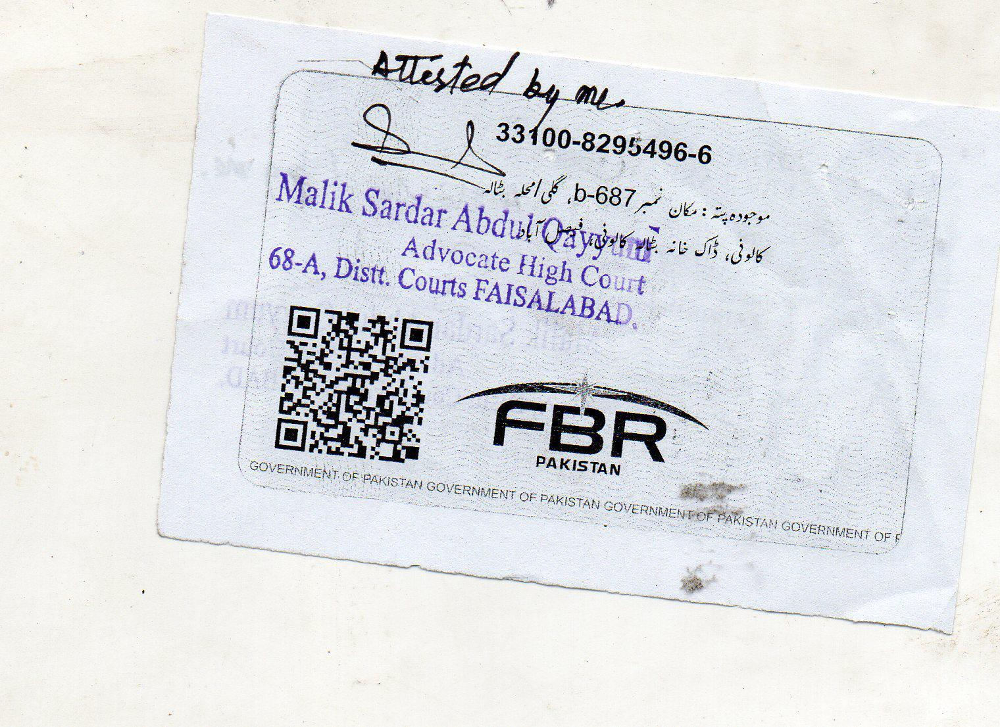 Attested by me.
33100-8295496-6
موجودہ پتہ : مکان نمبر b-687، گلی/محلہ بٹالہ
کالونی، ڈاک خانہ بٹالہ کالونی، فیصل آباد
Malik Sardar Abdul Qayyum
Advocate High Court
68-A, Distt. Courts FAISALABAD.
FBR
PAKISTAN
GOVERNMENT OF PAKISTAN GOVERNMENT OF PAKISTAN GOVERNMENT OF PAKISTAN GOVERNMENT OF P